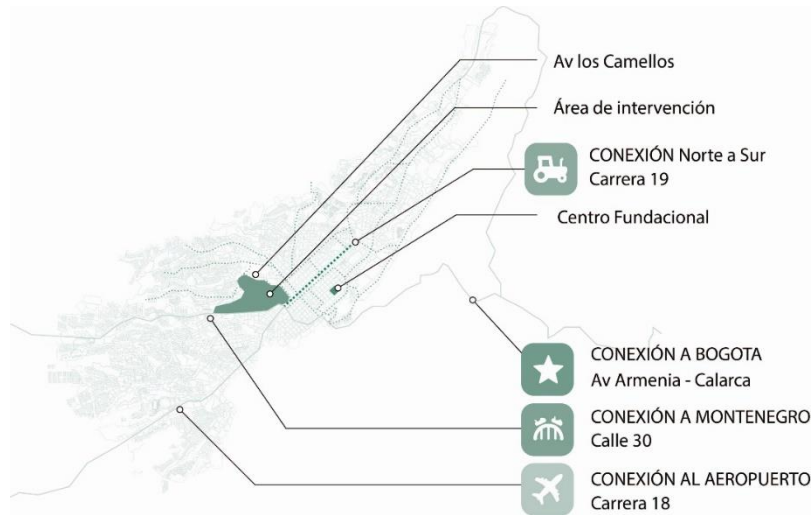 Av los Camellos
Área de intervención
CONEXIÓN Norte a Sur
Carrera 19
Centro Fundacional
CONEXIÓN A BOGOTA
Av Armenia - Calarca
CONEXIÓN A MONTENEGRO
Calle 30
CONEXIÓN AL AEROPUERTO
Carrera 18